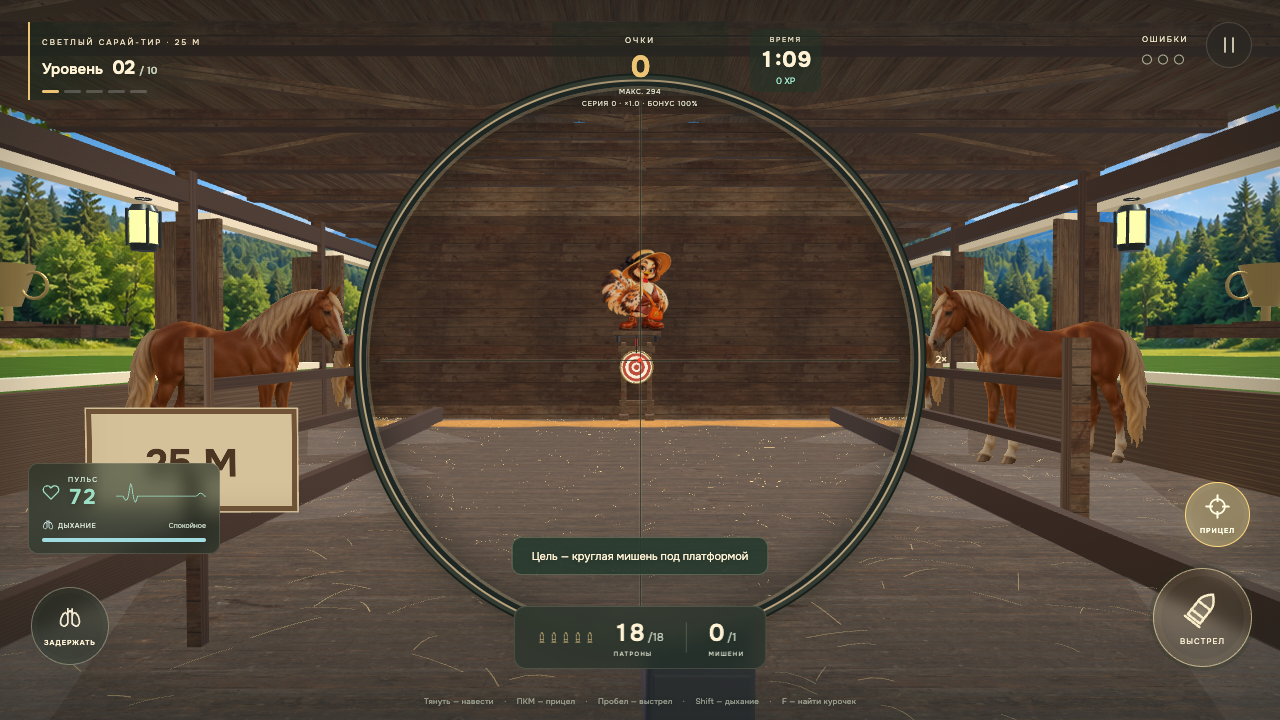 СВЕТЛЫЙ САРАЙ-ТИР · 25 М
Уровень 02 / 10
ОЧКИ
0
МАКС. 294
СЕРИЯ 0 · ×1.0 · БОНУС 100%
ВРЕМЯ
1:09
0 XP
ОШИБКИ
2×
25 М
ПУЛЬС
72
ДЫХАНИЕ
Спокойное
ЗАДЕРЖАТЬ
Цель — круглая мишень под платформой
18 /18
ПАТРОНЫ
0 /1
МИШЕНИ
ПРИЦЕЛ
ВЫСТРЕЛ
Тянуть — навести · ПКМ — прицел · Пробел — выстрел · Shift — дыхание · F — найти курочек